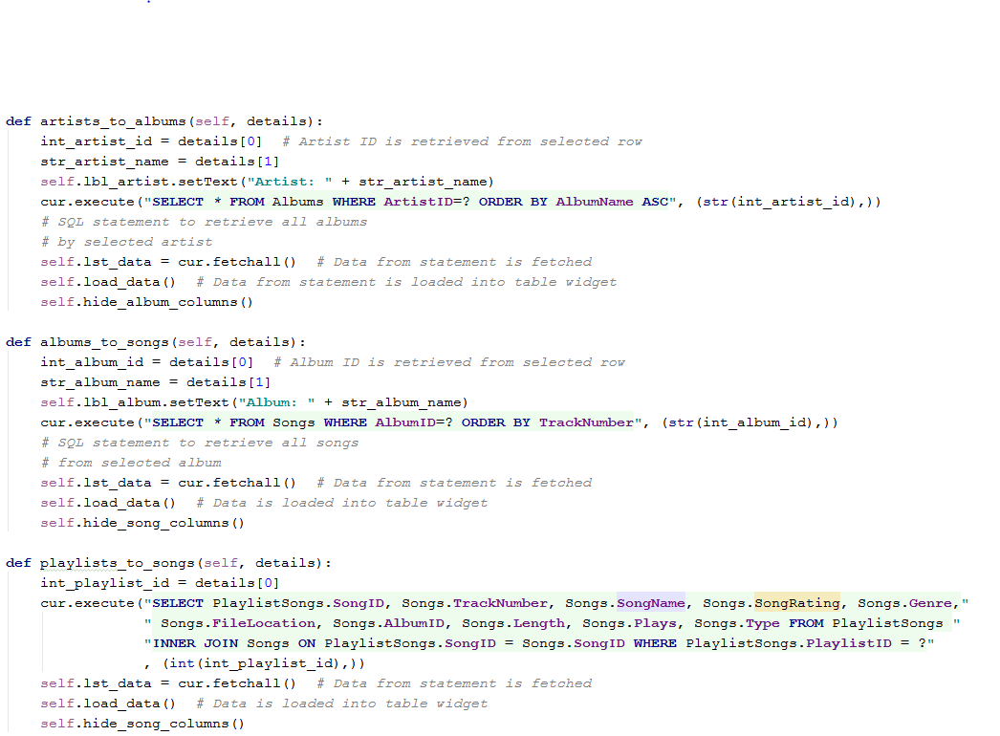 def artists_to_albums(self, details):
    int_artist_id = details[0]  # Artist ID is retrieved from selected row
    str_artist_name = details[1]
    self.lbl_artist.setText("Artist: " + str_artist_name)
    cur.execute("SELECT * FROM Albums WHERE ArtistID=? ORDER BY AlbumName ASC", (str(int_artist_id),))
    # SQL statement to retrieve all albums
    # by selected artist
    self.lst_data = cur.fetchall()  # Data from statement is fetched
    self.load_data()  # Data from statement is loaded into table widget
    self.hide_album_columns()
def albums_to_songs(self, details):
    int_album_id = details[0]  # Album ID is retrieved from selected row
    str_album_name = details[1]
    self.lbl_album.setText("Album: " + str_album_name)
    cur.execute("SELECT * FROM Songs WHERE AlbumID=? ORDER BY TrackNumber", (str(int_album_id),))
    # SQL statement to retrieve all songs
    # from selected album
    self.lst_data = cur.fetchall()  # Data from statement is fetched
    self.load_data()  # Data is loaded into table widget
    self.hide_song_columns()
def playlists_to_songs(self, details):
    int_playlist_id = details[0]
    cur.execute("SELECT PlaylistSongs.SongID, Songs.TrackNumber, Songs.SongName, Songs.SongRating, Songs.Genre,"
                " Songs.FileLocation, Songs.AlbumID, Songs.Length, Songs.Plays, Songs.Type FROM PlaylistSongs "
                "INNER JOIN Songs ON PlaylistSongs.SongID = Songs.SongID WHERE PlaylistSongs.PlaylistID = ?"
                , (int(int_playlist_id),))
    self.lst_data = cur.fetchall()  # Data from statement is fetched
    self.load_data()  # Data is loaded into table widget
    self.hide_song_columns()